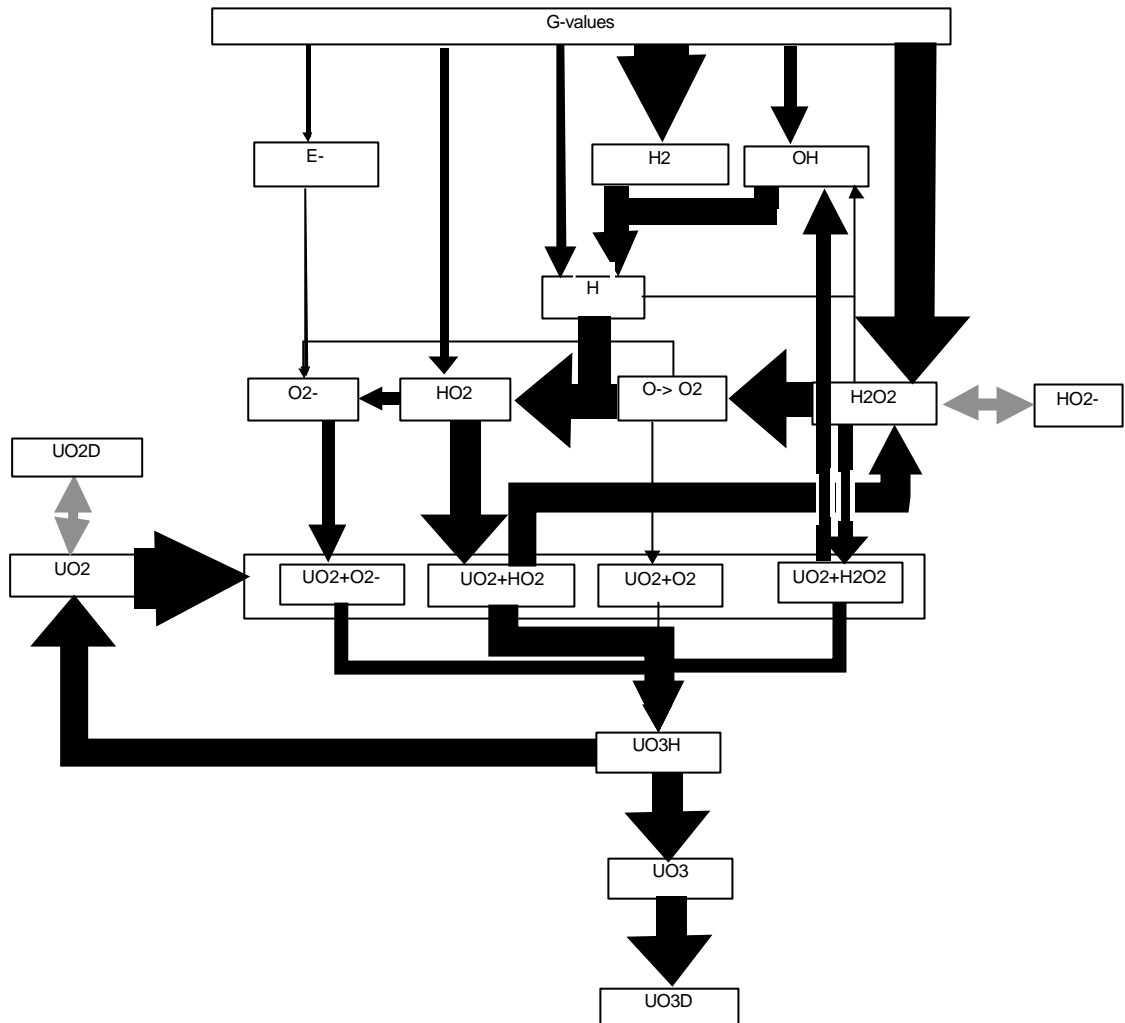 G-values
E-
H2
OH
H
O2-
HO2
O-> O2
H2O2
HO2-
UO2D
UO2
UO2+O2-
UO2+HO2
UO2+O2
UO2+H2O2
UO3H
UO3
UO3D